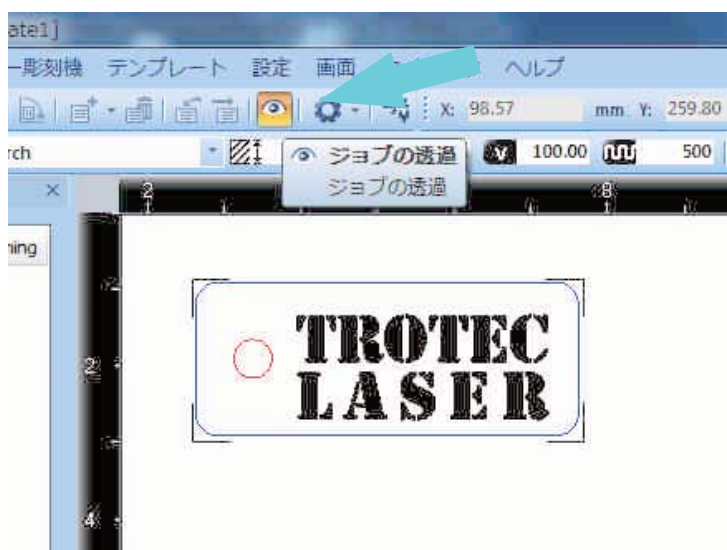 ate1]
ー彫刻機 テンプレート 設定 画面 ヘルプ
X: 98.57 mm Y: 259.80
rch 100.00 500
ジョブの透過
ジョブの透過
ning
TROTEC
LASER